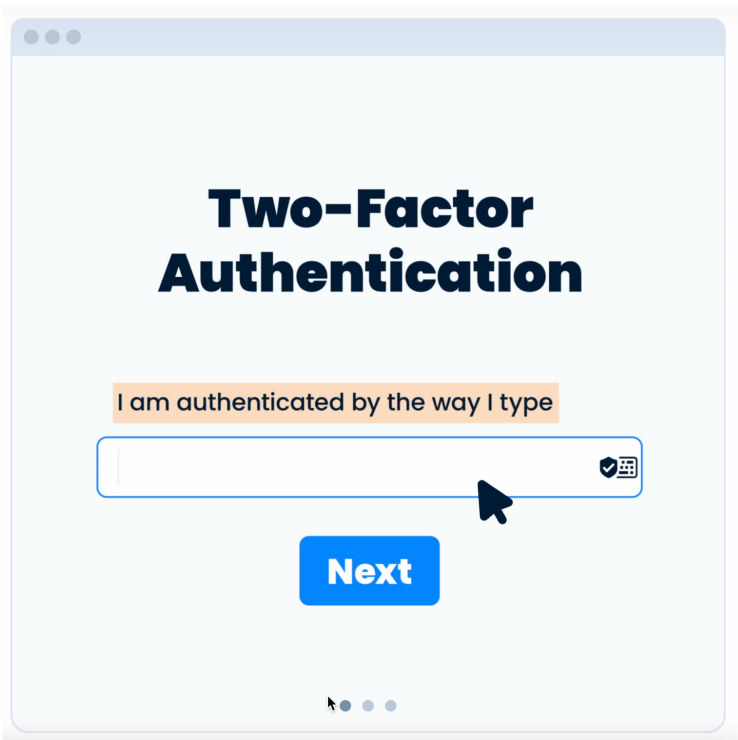 Two-Factor
Authentication
I am authenticated by the way I type
Next